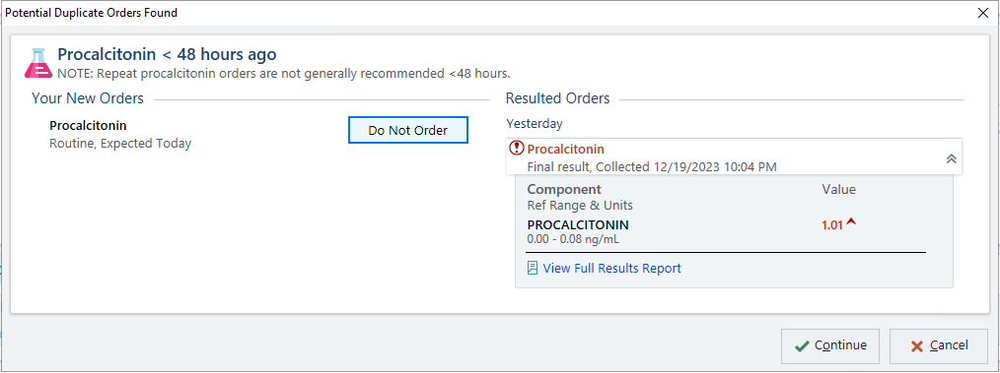 Potential Duplicate Orders Found
Procalcitonin < 48 hours ago
NOTE: Repeat procalcitonin orders are not generally recommended <48 hours.
Your New Orders
Procalcitonin
Routine, Expected Today
Do Not Order
Resulted Orders
Yesterday
Procalcitonin
Final result, Collected 12/19/2023 10:04 PM
Component Value
Ref Range & Units
PROCALCITONIN 1.01
0.00 - 0.08 ng/mL
View Full Results Report
Continue Cancel